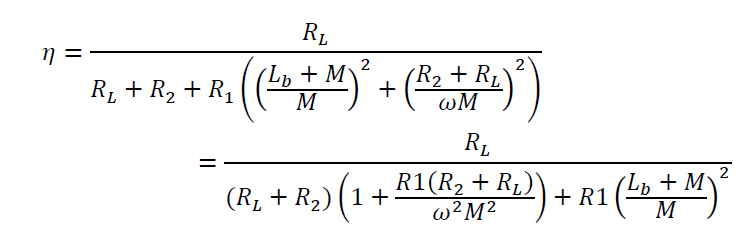 η = R_L / (R_L + R_2 + R_1(((L_b + M)/M)^2 + ((R_2 + R_L)/(ωM))^2))
= R_L / ((R_L + R_2)(1 + R1(R_2 + R_L)/(ω^2M^2)) + R1((L_b + M)/M)^2)